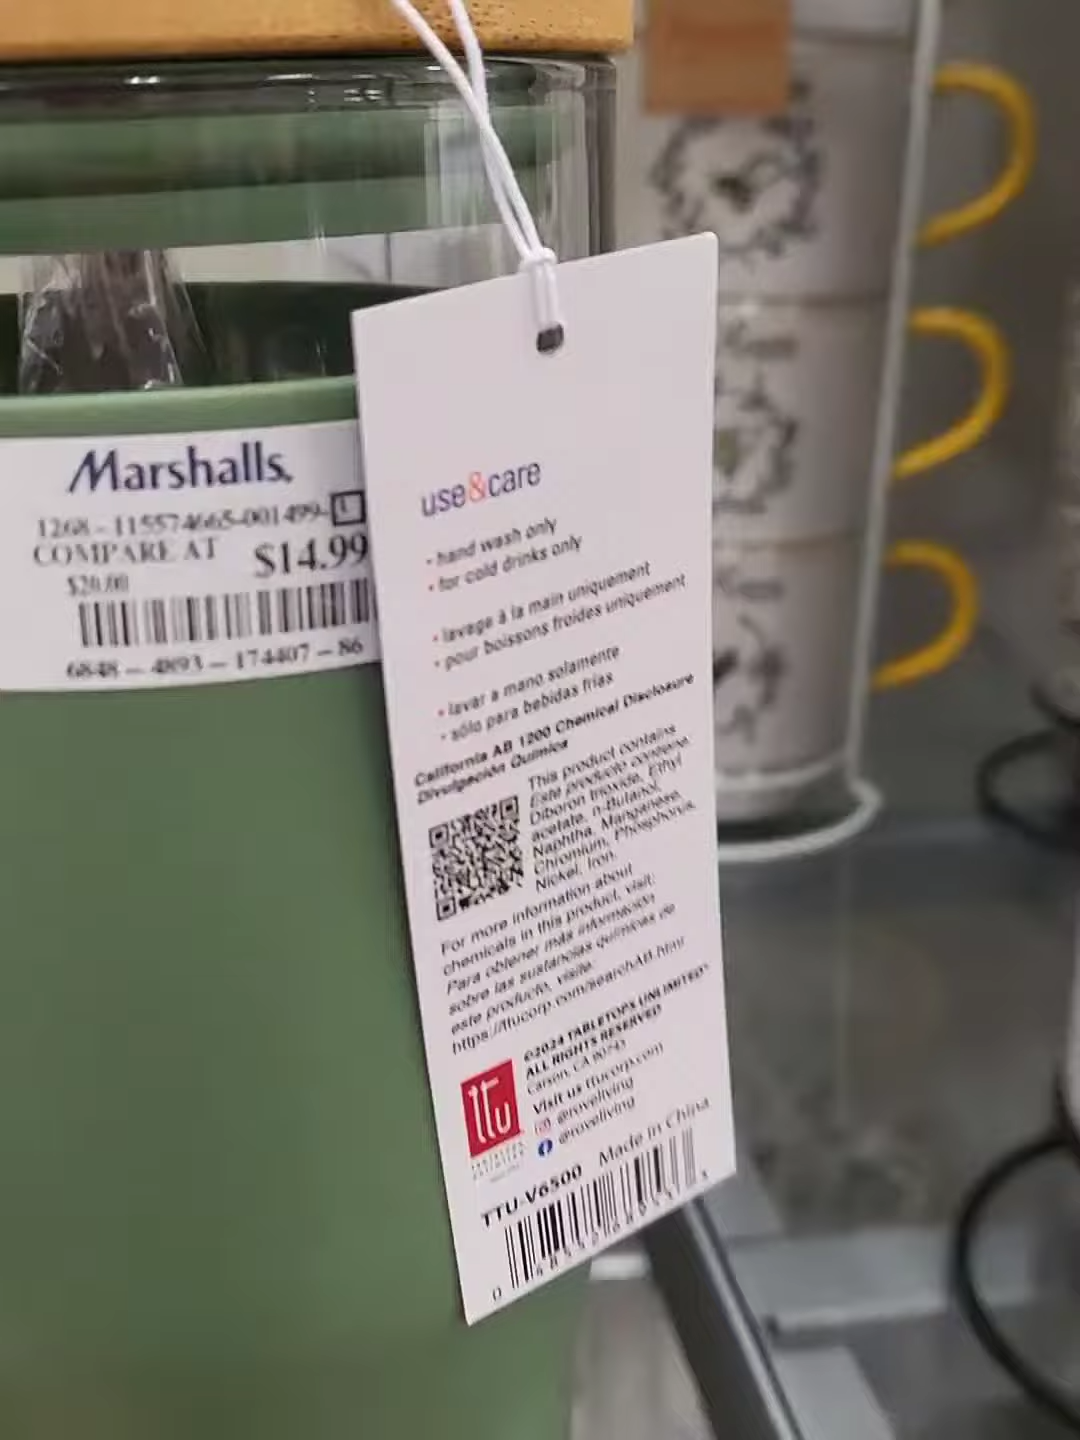 Marshalls
1268-115574665-001499-
COMPARE AT
$14.99
$20.00
6848-4893-174407-86
use&care
• hand wash only
• for cold drinks only
• lavage à la main uniquement
• pour boissons froides uniquement
• lavar a mano solamente
• sólo para bebidas frías
California AB 1200 Chemical Disclosure
Divulgación Química
This product contains
Este producto contiene
Diboron trioxide, Ethyl
acetate, n-Butanol,
Naphtha, Manganese,
Chromium, Phosphorus,
Nickel, Iron.
For more information about
chemicals in this product, visit:
Para obtener más información
sobre las sustancias químicas de
este producto, visite:
https://ttucorp.com/searchArt.html
©2024 TABLETOPS UNLIMITED®
ALL RIGHTS RESERVED
Carson, CA 90745
Visit us ttucorp.com
@roveliving
@roveliving
ttu
TTU-V6500 Made in China
0